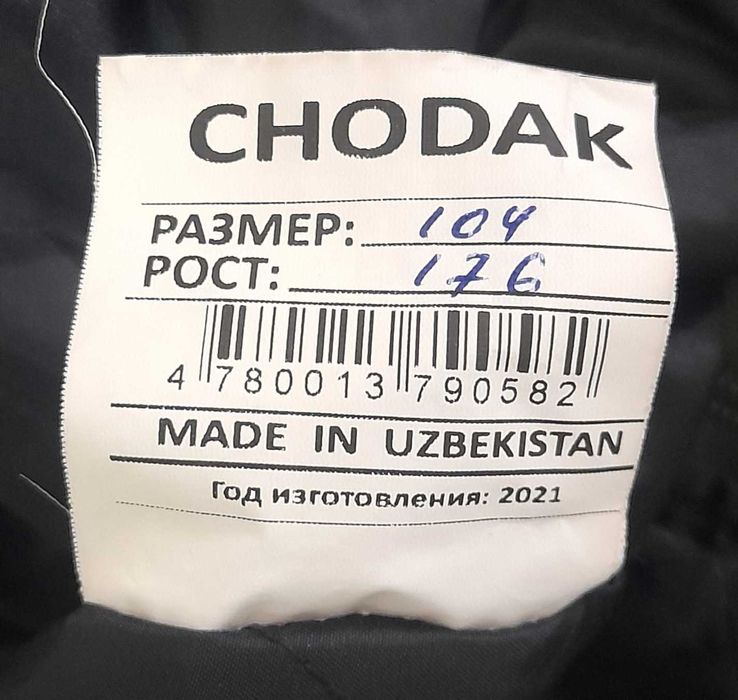 CHODAK
РАЗМЕР: 104
РОСТ: 176
4 780013 790582
MADE IN UZBEKISTAN
Год изготовления: 2021